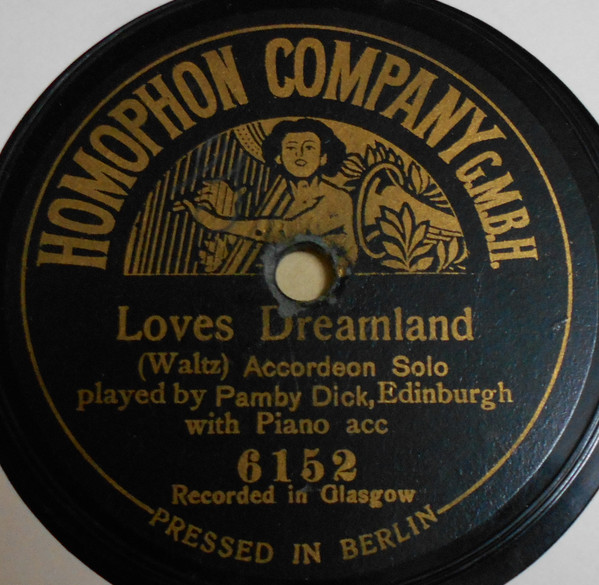 HOMOPHON COMPANY G.M.B.H.
Loves Dreamland
(Waltz) Accordeon Solo
played by Pamby Dick, Edinburgh
with Piano acc
6152
Recorded in Glasgow
PRESSED IN BERLIN